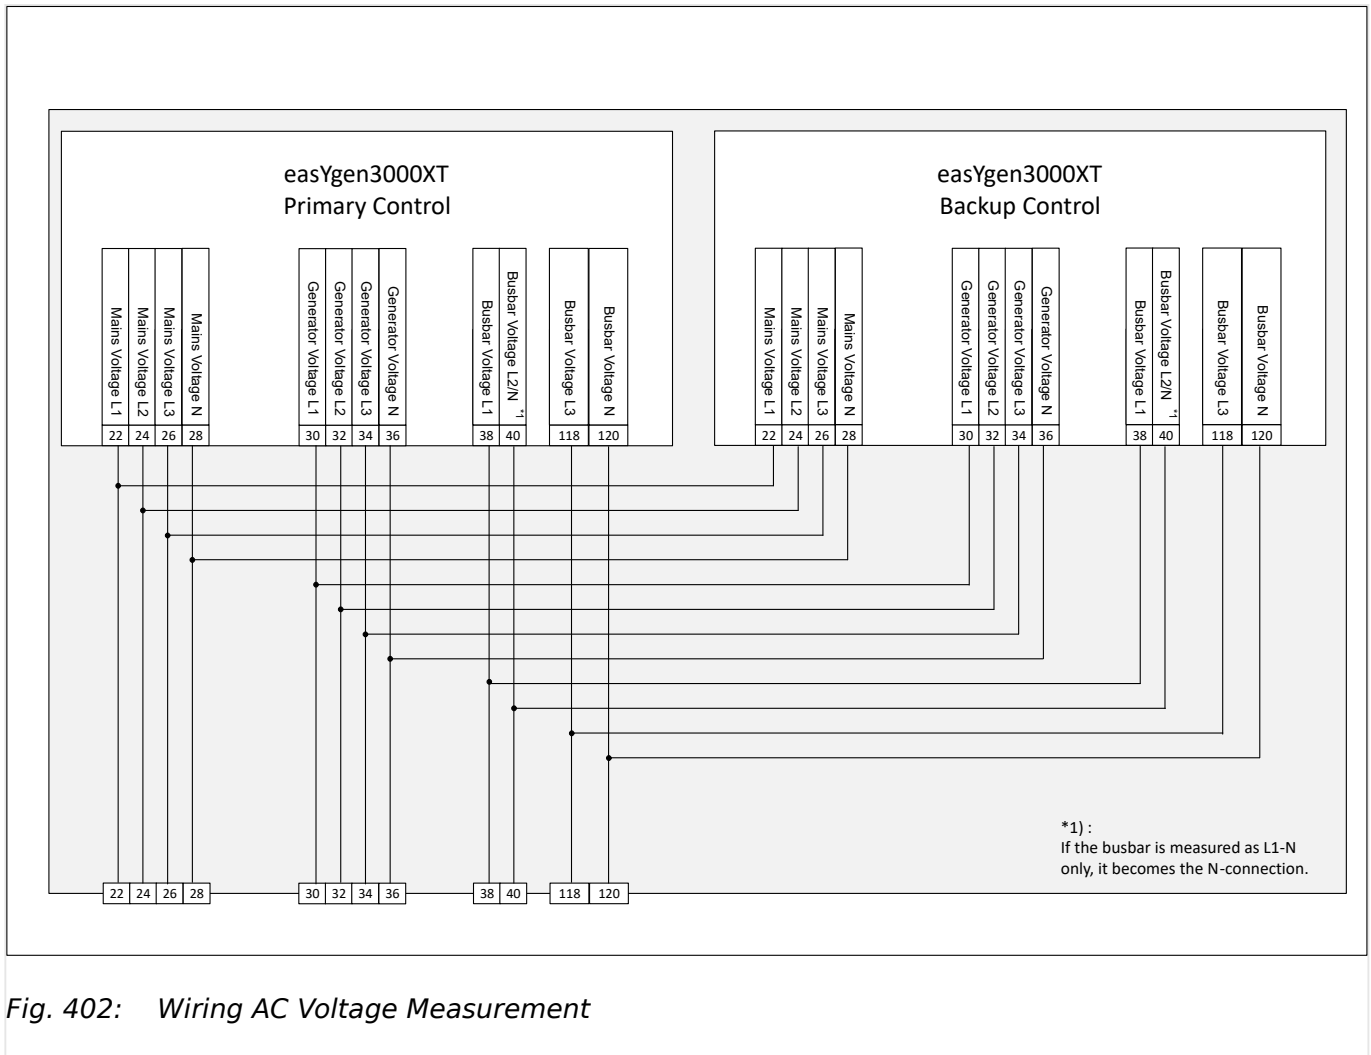 easYgen3000XT
Primary Control
easYgen3000XT
Backup Control
Mains Voltage L1
Mains Voltage L2
Mains Voltage L3
Mains Voltage N
Generator Voltage L1
Generator Voltage L2
Generator Voltage L3
Generator Voltage N
Busbar Voltage L1
Busbar Voltage L2/N *1
Busbar Voltage L3
Busbar Voltage N
Mains Voltage L1
Mains Voltage L2
Mains Voltage L3
Mains Voltage N
Generator Voltage L1
Generator Voltage L2
Generator Voltage L3
Generator Voltage N
Busbar Voltage L1
Busbar Voltage L2/N *1
Busbar Voltage L3
Busbar Voltage N
22 24 26 28 30 32 34 36 38 40 118 120
22 24 26 28 30 32 34 36 38 40 118 120
*1) :
If the busbar is measured as L1-N
only, it becomes the N-connection.
22 24 26 28 30 32 34 36 38 40 118 120
Fig. 402: Wiring AC Voltage Measurement